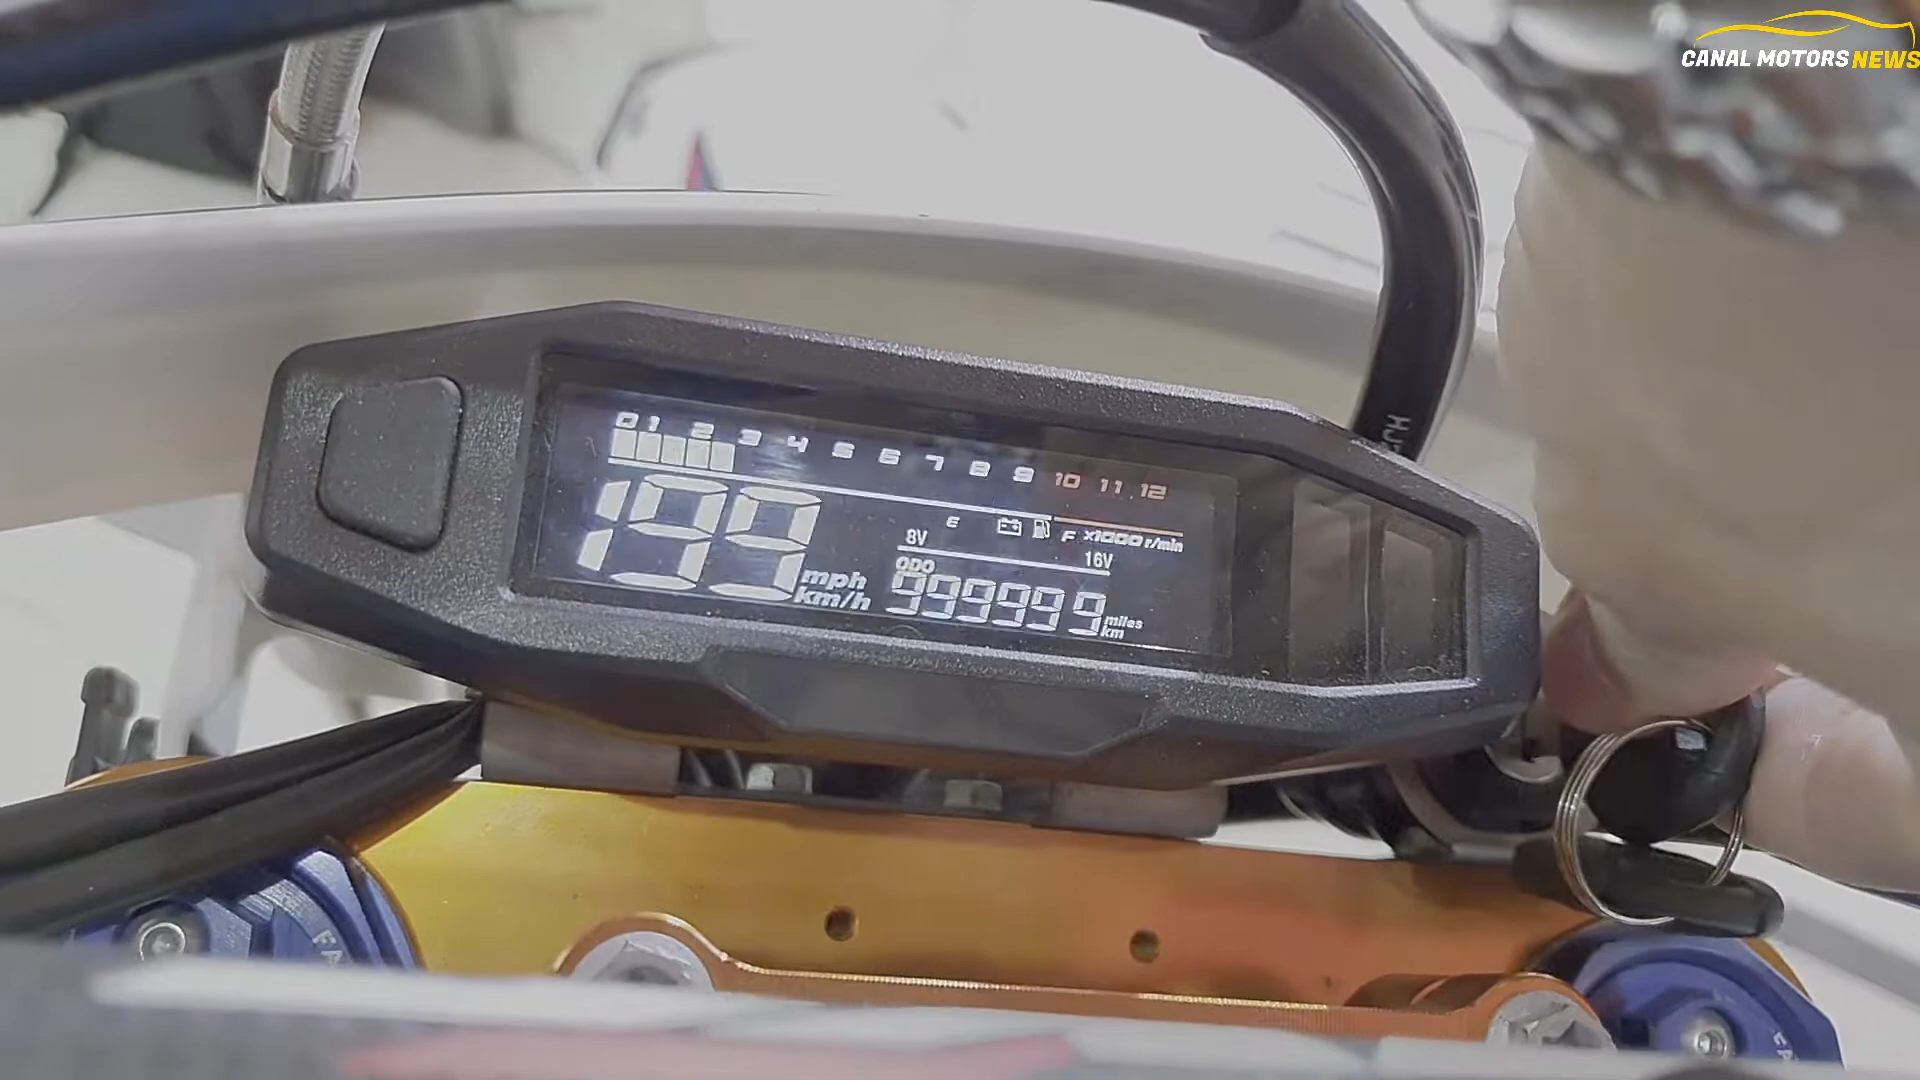 CANAL MOTORS NEWS
0 1 2 3 4 5 6 7 8 9 10 11 12
E F x1000 r/min
8V 16V
199 mph km/h
ODO
999999 miles km